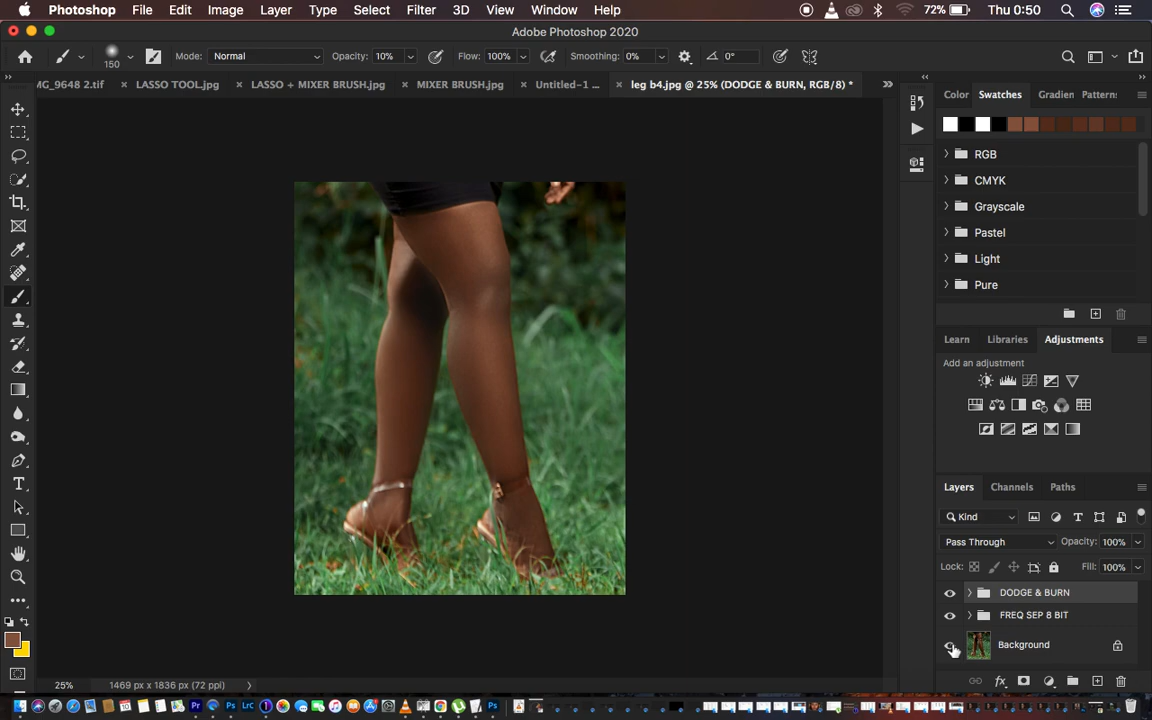 Photoshop File Edit Image Layer Type Select Filter 3D View Window Help 72% Thu 0:50
Adobe Photoshop 2020
150 Mode: Normal Opacity: 10% Flow: 100% Smoothing: 0% 0°
MG_9648 2.tif × LASSO TOOL.jpg × LASSO + MIXER BRUSH.jpg × MIXER BRUSH.jpg × Untitled-1 ... × leg b4.jpg @ 25% (DODGE & BURN, RGB/8) *
Color Swatches Gradien Patterns
RGB
CMYK
Grayscale
Pastel
Light
Pure
Learn Libraries Adjustments
Add an adjustment
Layers Channels Paths
Kind
Pass Through Opacity: 100%
Lock: Fill: 100%
DODGE & BURN
FREQ SEP 8 BIT
Background
25% 1469 px x 1836 px (72 ppi)